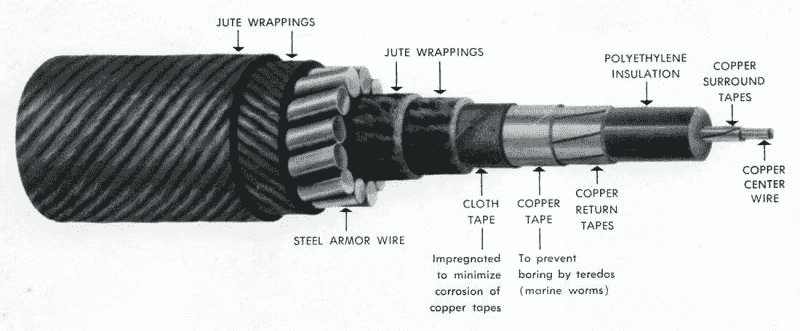 JUTE WRAPPINGS
JUTE WRAPPINGS
POLYETHYLENE
INSULATION
COPPER
SURROUND
TAPES
COPPER
CENTER
WIRE
STEEL ARMOR WIRE
CLOTH
TAPE
Impregnated
to minimize
corrosion of
copper tapes
COPPER
TAPE
To prevent
boring by teredos
(marine worms)
COPPER
RETURN
TAPES